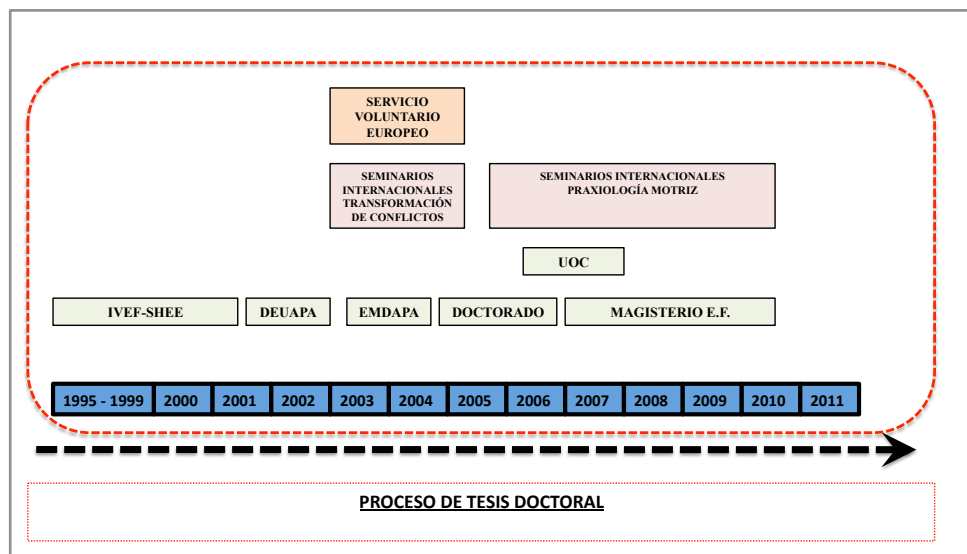 SERVICIO
VOLUNTARIO
EUROPEO
SEMINARIOS
INTERNACIONALES
TRANSFORMACIÓN
DE CONFLICTOS
SEMINARIOS INTERNACIONALES
PRAXIOLOGÍA MOTRIZ
UOC
IVEF-SHEE
DEUAPA
EMDAPA
DOCTORADO
MAGISTERIO E.F.
1995 - 1999 2000 2001 2002 2003 2004 2005 2006 2007 2008 2009 2010 2011
PROCESO DE TESIS DOCTORAL